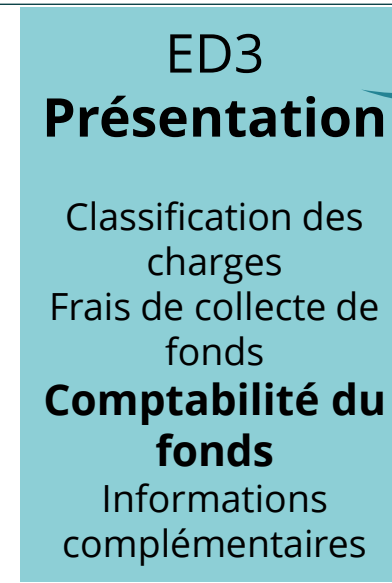 ED3
Présentation
Classification des
charges
Frais de collecte de
fonds
Comptabilité du
fonds
Informations
complémentaires